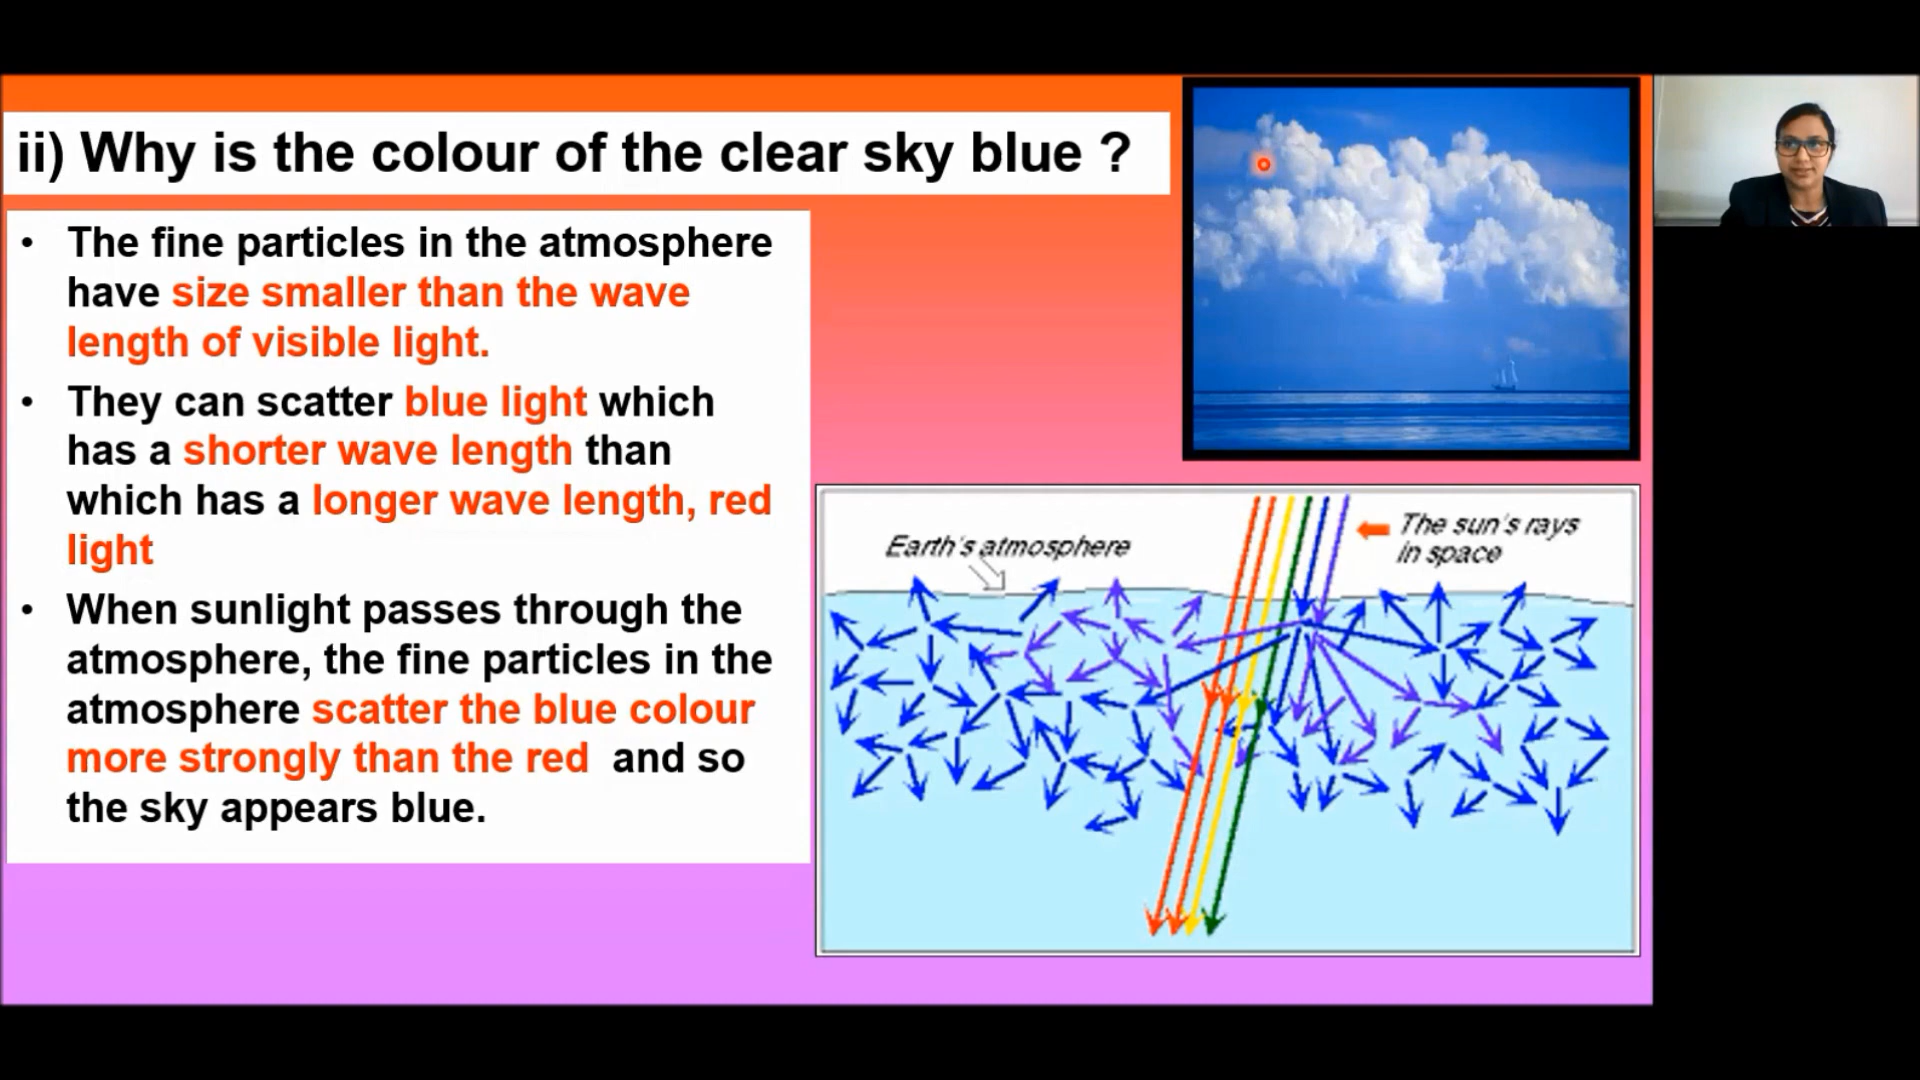 ii) Why is the colour of the clear sky blue ?
• The fine particles in the atmosphere
have size smaller than the wave
length of visible light.
• They can scatter blue light which
has a shorter wave length than
which has a longer wave length, red
light
• When sunlight passes through the
atmosphere, the fine particles in the
atmosphere scatter the blue colour
more strongly than the red and so
the sky appears blue.
Earth's atmosphere
The sun's rays
in space